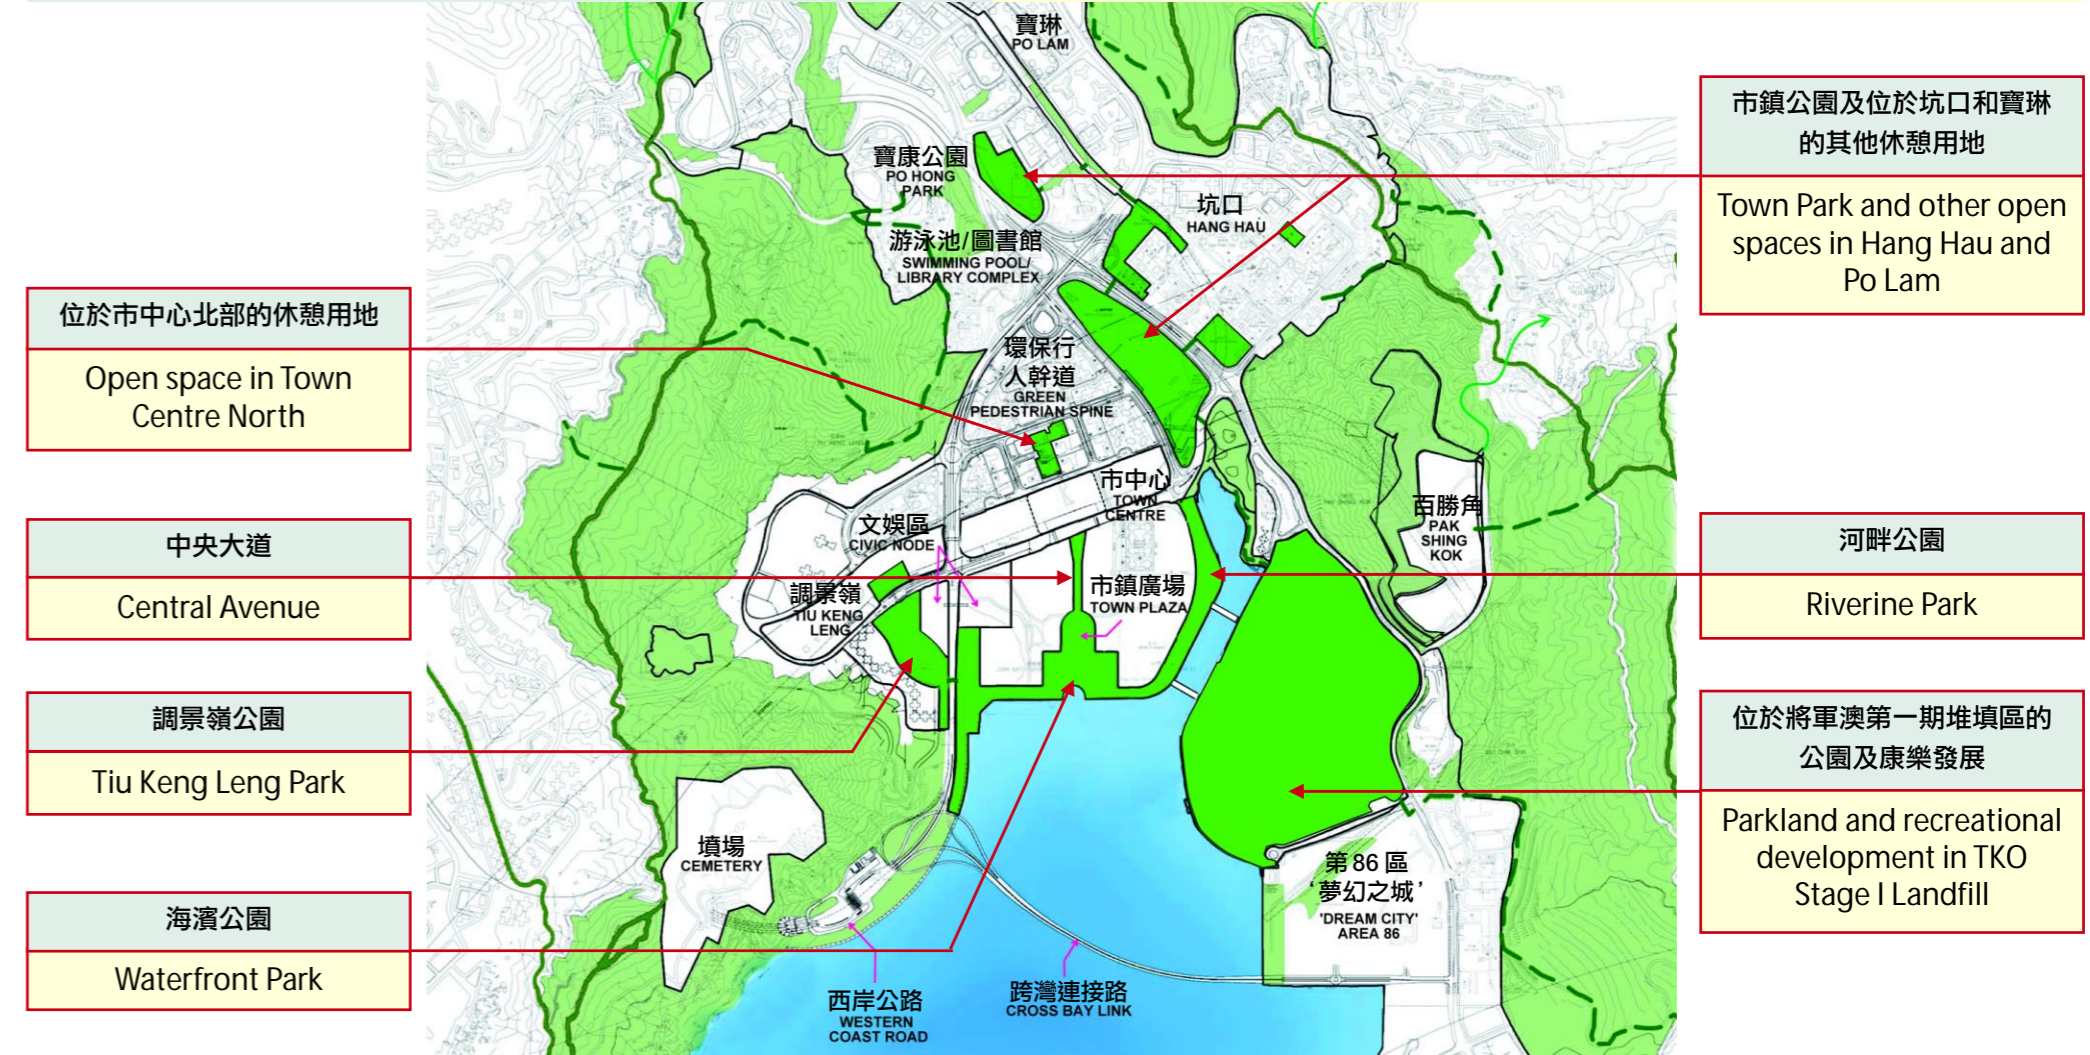 寶琳
PO LAM
寶康公園
PO HONG
PARK
坑口
HANG HAU
游泳池/圖書館
SWIMMING POOL/
LIBRARY COMPLEX
環保行
人幹道
GREEN
PEDESTRIAN SPINE
市中心
TOWN
CENTRE
文娛區
CIVIC NODE
調景嶺
TIU KENG
LENG
市鎮廣場
TOWN PLAZA
百勝角
PAK
SHING
KOK
墳場
CEMETERY
第86區
‘夢幻之城’
'DREAM CITY'
AREA 86
西岸公路
WESTERN
COAST ROAD
跨灣連接路
CROSS BAY LINK
位於市中心北部的休憩用地
Open space in Town
Centre North
中央大道
Central Avenue
調景嶺公園
Tiu Keng Leng Park
海濱公園
Waterfront Park
市鎮公園及位於坑口和寶琳
的其他休憩用地
Town Park and other open
spaces in Hang Hau and
Po Lam
河畔公園
Riverine Park
位於將軍澳第一期堆填區的
公園及康樂發展
Parkland and recreational
development in TKO
Stage I Landfill